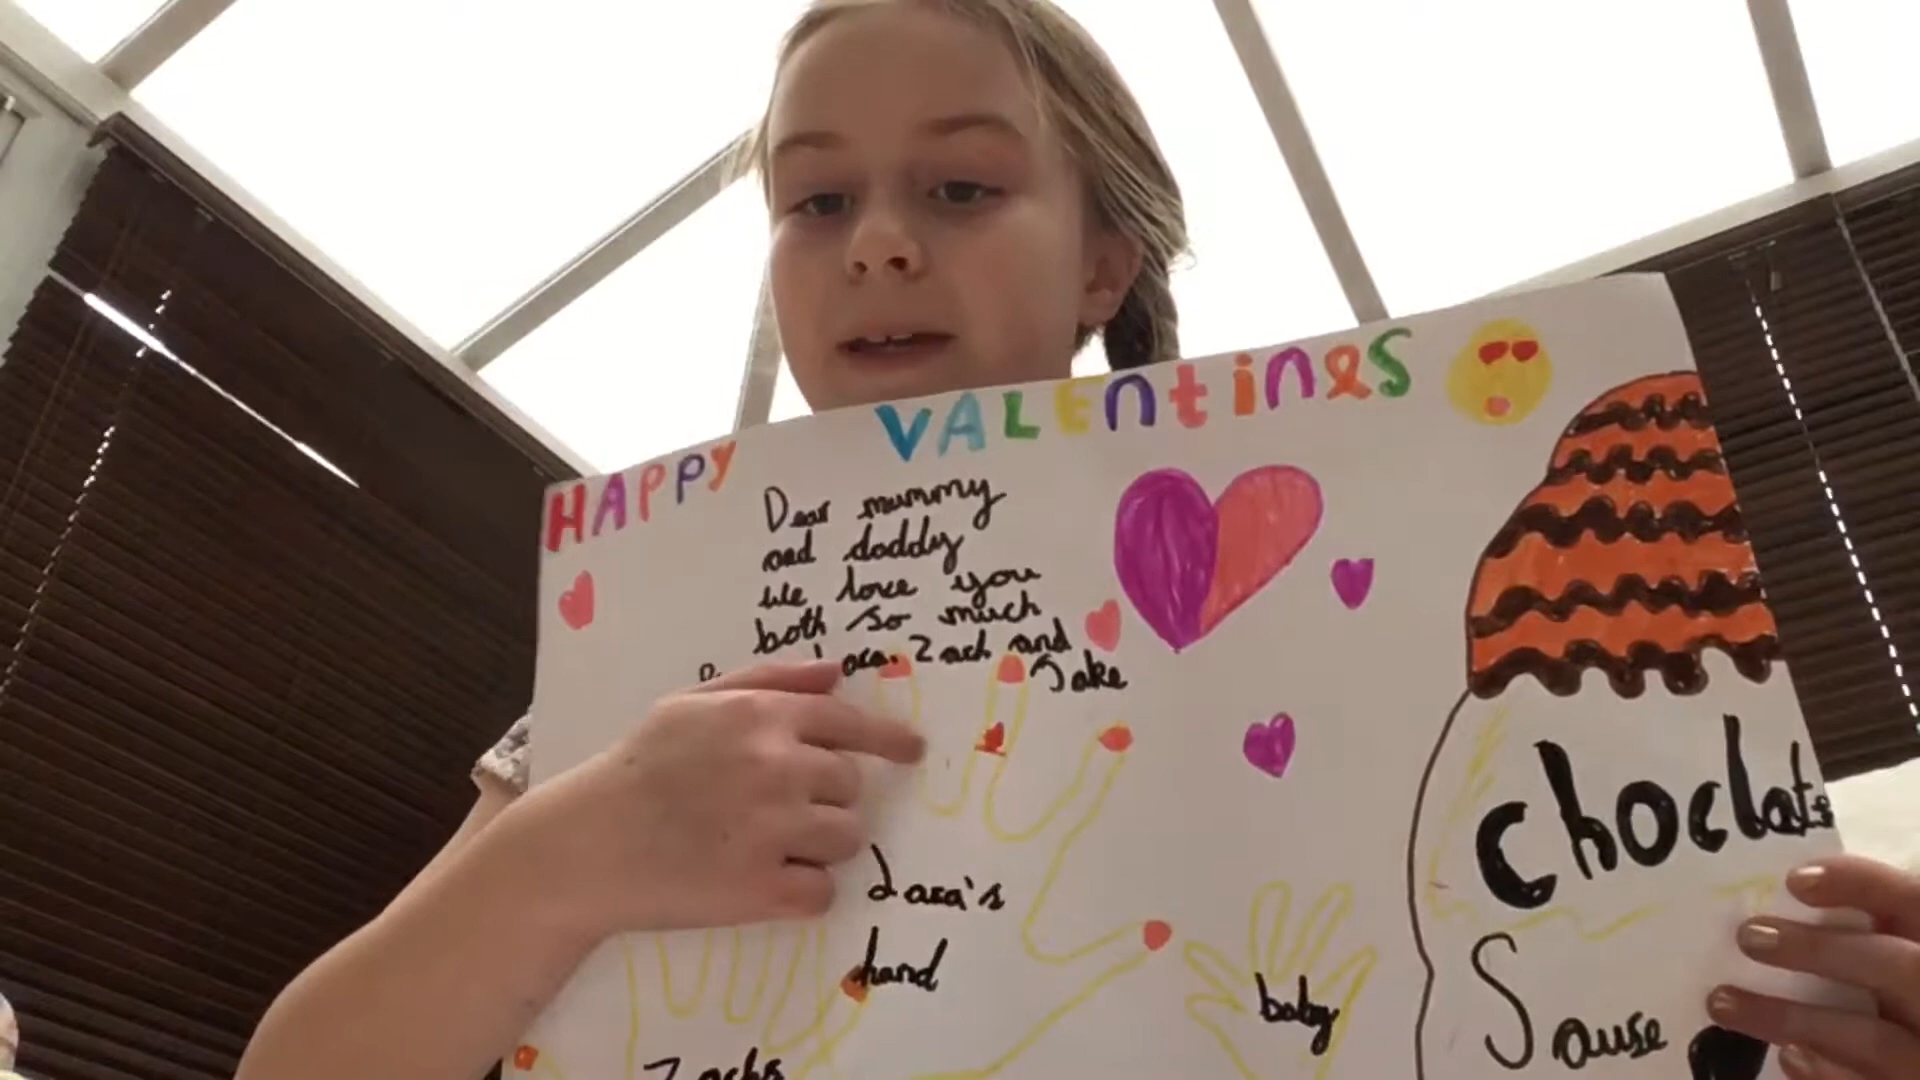 HAPPY VALENtinES
Dear mummy
and daddy
we love you
both so much
Zach and
Jake
Lara's
hand
baby
Zachs
choclate
Sause